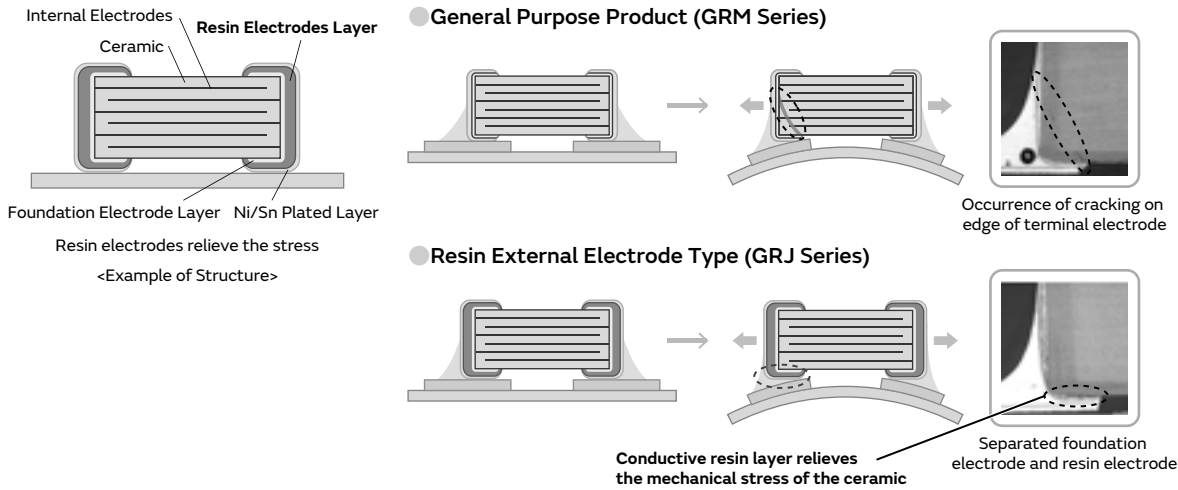 Internal Electrodes
Resin Electrodes Layer
Ceramic
Foundation Electrode Layer
Ni/Sn Plated Layer
Resin electrodes relieve the stress
<Example of Structure>
General Purpose Product (GRM Series)
Occurrence of cracking on
edge of terminal electrode
Resin External Electrode Type (GRJ Series)
Conductive resin layer relieves
the mechanical stress of the ceramic
Separated foundation
electrode and resin electrode